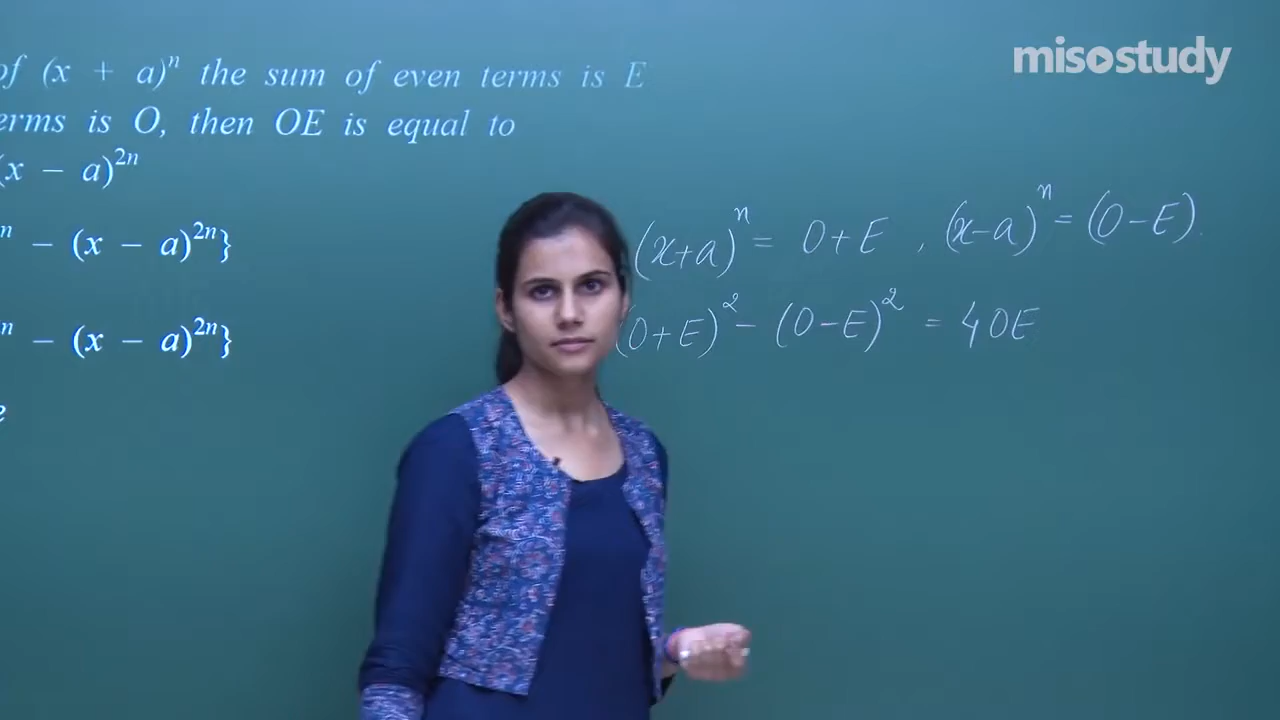 misostudy
of (x + a)ⁿ the sum of even terms is E
erms is O, then OE is equal to
(x − a)²ⁿ
ⁿ − (x − a)²ⁿ}
ⁿ − (x − a)²ⁿ}
e
(x+a)ⁿ = O+E , (x-a)ⁿ = (O-E).
(O+E)² - (O-E)² = 4OE